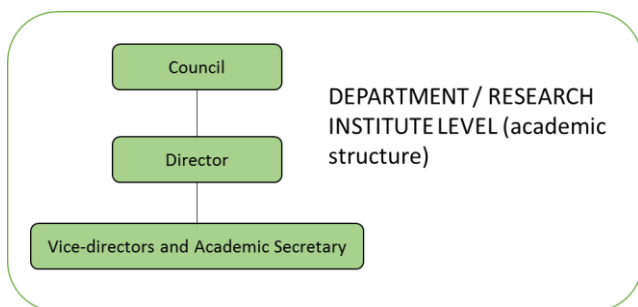 Council
DEPARTMENT / RESEARCH
INSTITUTE LEVEL (academic
structure)
Director
Vice-directors and Academic Secretary